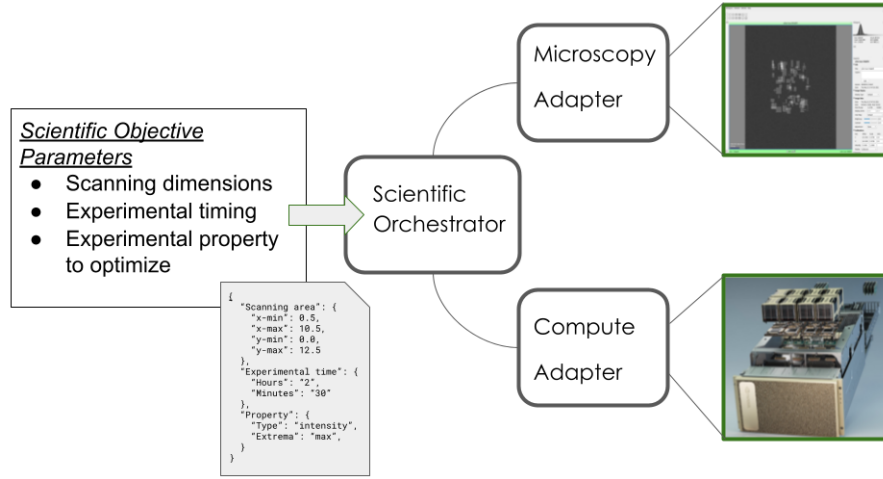 Scientific Objective
Parameters
● Scanning dimensions
● Experimental timing
● Experimental property
to optimize
{
"Scanning area": {
"x-min": 0.5,
"x-max": 10.5,
"y-min": 0.0,
"y-max": 12.5
},
"Experimental time": {
"Hours": "2",
"Minutes": "30"
},
"Property": {
"Type": "intensity",
"Extrema": "max",
}
}
Scientific
Orchestrator
Microscopy
Adapter
Compute
Adapter